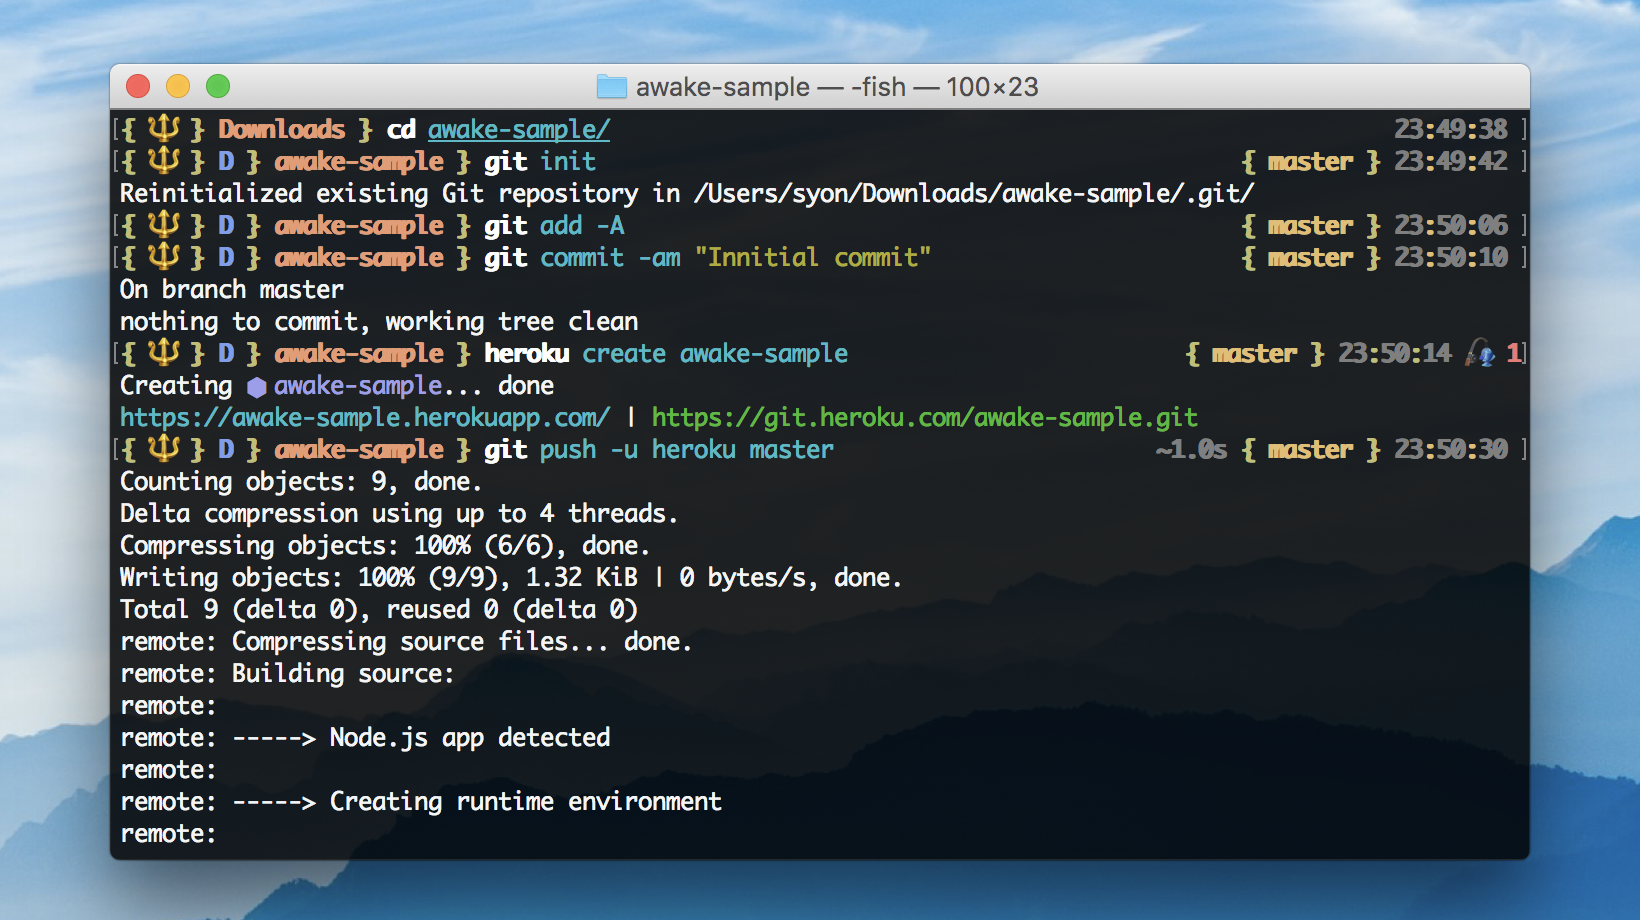 awake-sample — -fish — 100×23
[{ 🔱 } Downloads } cd awake-sample/ 23:49:38 ]
[{ 🔱 } D } awake-sample } git init { master } 23:49:42 ]
Reinitialized existing Git repository in /Users/syon/Downloads/awake-sample/.git/
[{ 🔱 } D } awake-sample } git add -A { master } 23:50:06 ]
[{ 🔱 } D } awake-sample } git commit -am "Innitial commit" { master } 23:50:10 ]
On branch master
nothing to commit, working tree clean
[{ 🔱 } D } awake-sample } heroku create awake-sample { master } 23:50:14 🎣 1]
Creating ⬢ awake-sample... done
https://awake-sample.herokuapp.com/ | https://git.heroku.com/awake-sample.git
[{ 🔱 } D } awake-sample } git push -u heroku master ~1.0s { master } 23:50:30 ]
Counting objects: 9, done.
Delta compression using up to 4 threads.
Compressing objects: 100% (6/6), done.
Writing objects: 100% (9/9), 1.32 KiB | 0 bytes/s, done.
Total 9 (delta 0), reused 0 (delta 0)
remote: Compressing source files... done.
remote: Building source:
remote:
remote: -----> Node.js app detected
remote:
remote: -----> Creating runtime environment
remote: